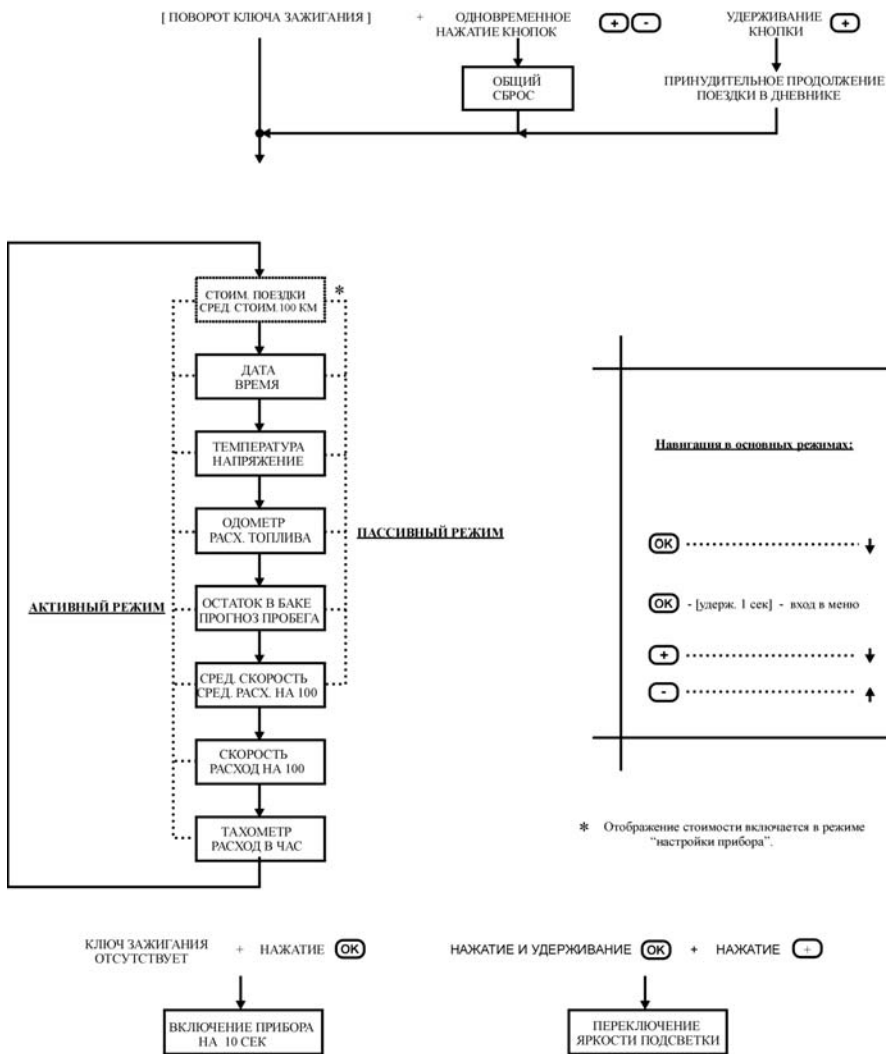 [ ПОВОРОТ КЛЮЧА ЗАЖИГАНИЯ ] + ОДНОВРЕМЕННОЕ
НАЖАТИЕ КНОПОК + -
УДЕРЖИВАНИЕ
КНОПКИ +
ОБЩИЙ
СБРОС
ПРИНУДИТЕЛЬНОЕ ПРОДОЛЖЕНИЕ
ПОЕЗДКИ В ДНЕВНИКЕ
СТОИМ. ПОЕЗДКИ
СРЕД. СТОИМ.100 КМ
*
ДАТА
ВРЕМЯ
ТЕМПЕРАТУРА
НАПРЯЖЕНИЕ
ОДОМЕТР
РАСХ. ТОПЛИВА
ПАССИВНЫЙ РЕЖИМ
АКТИВНЫЙ РЕЖИМ
ОСТАТОК В БАКЕ
ПРОГНОЗ ПРОБЕГА
СРЕД. СКОРОСТЬ
СРЕД. РАСХ. НА 100
СКОРОСТЬ
РАСХОД НА 100
ТАХОМЕТР
РАСХОД В ЧАС
Навигация в основных режимах:
OK
OK - [удерж. 1 сек] - вход в меню
+
-
* Отображение стоимости включается в режиме
“настройки прибора”.
КЛЮЧ ЗАЖИГАНИЯ
ОТСУТСТВУЕТ
+ НАЖАТИЕ OK
НАЖАТИЕ И УДЕРЖИВАНИЕ OK + НАЖАТИЕ +
ВКЛЮЧЕНИЕ ПРИБОРА
НА 10 СЕК
ПЕРЕКЛЮЧЕНИЕ
ЯРКОСТИ ПОДСВЕТКИ